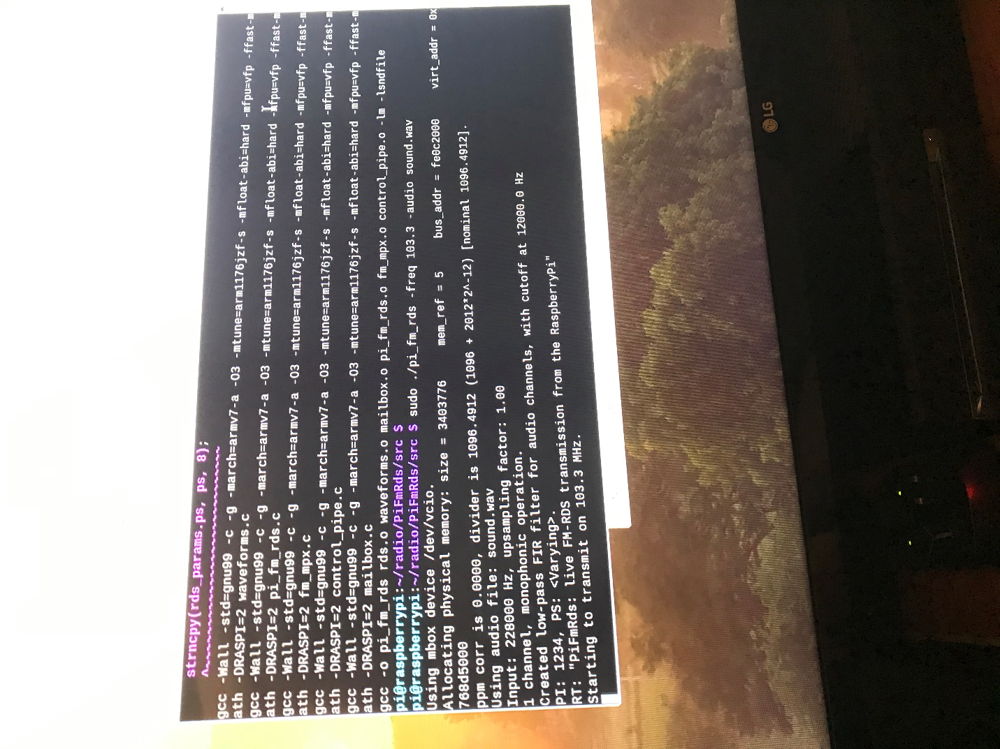 strncpy(rds_params.ps, ps, 8);
^~~~~~~~~~~~~~~~~~~~~~~~~~~~~
gcc -Wall -std=gnu99 -c -g -march=armv7-a -O3 -mtune=arm1176jzf-s -mfloat-abi=hard -mfpu=vfp -ffast-m
ath -DRASPI=2 waveforms.c
gcc -Wall -std=gnu99 -c -g -march=armv7-a -O3 -mtune=arm1176jzf-s -mfloat-abi=hard -mfpu=vfp -ffast-m
ath -DRASPI=2 pi_fm_rds.c
gcc -Wall -std=gnu99 -c -g -march=armv7-a -O3 -mtune=arm1176jzf-s -mfloat-abi=hard -mfpu=vfp -ffast-m
ath -DRASPI=2 fm_mpx.c
gcc -Wall -std=gnu99 -c -g -march=armv7-a -O3 -mtune=arm1176jzf-s -mfloat-abi=hard -mfpu=vfp -ffast-m
ath -DRASPI=2 control_pipe.c
gcc -Wall -std=gnu99 -c -g -march=armv7-a -O3 -mtune=arm1176jzf-s -mfloat-abi=hard -mfpu=vfp -ffast-m
ath -DRASPI=2 mailbox.c
gcc -o pi_fm_rds rds.o waveforms.o mailbox.o pi_fm_rds.o fm_mpx.o control_pipe.o -lm -lsndfile
pi@raspberrypi:~/radio/PiFmRds/src $
pi@raspberrypi:~/radio/PiFmRds/src $ sudo ./pi_fm_rds -freq 103.3 -audio sound.wav
Using mbox device /dev/vcio.
Allocating physical memory: size = 3403776 mem_ref = 5 bus_addr = fe0c2000 virt_addr = 0x
768d5000
ppm corr is 0.0000, divider is 1096.4912 (1096 + 2012*2^-12) [nominal 1096.4912].
Using audio file: sound.wav
Input: 228000 Hz, upsampling factor: 1.00
1 channel, monophonic operation.
Created low-pass FIR filter for audio channels, with cutoff at 12000.0 Hz
PI: 1234, PS: <Varying>.
RT: "PiFmRds: live FM-RDS transmission from the RaspberryPi"
Starting to transmit on 103.3 MHz.
LG